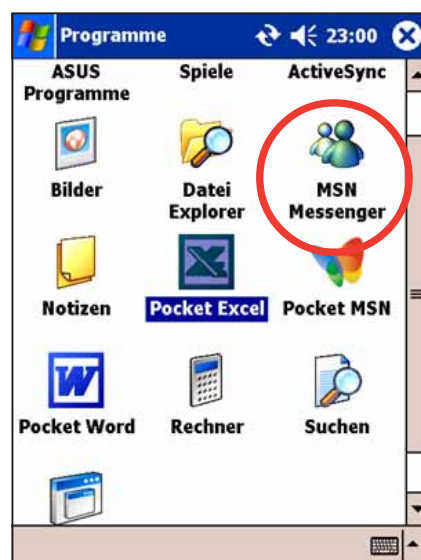 Programme 23:00
ASUS Programme Spiele ActiveSync
Bilder Datei Explorer MSN Messenger
Notizen Pocket Excel Pocket MSN
Pocket Word Rechner Suchen